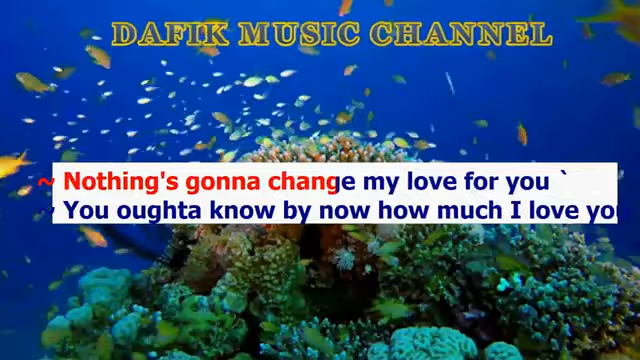 DAFIK MUSIC CHANNEL
~ Nothing's gonna change my love for you `
~ You oughta know by now how much I love you